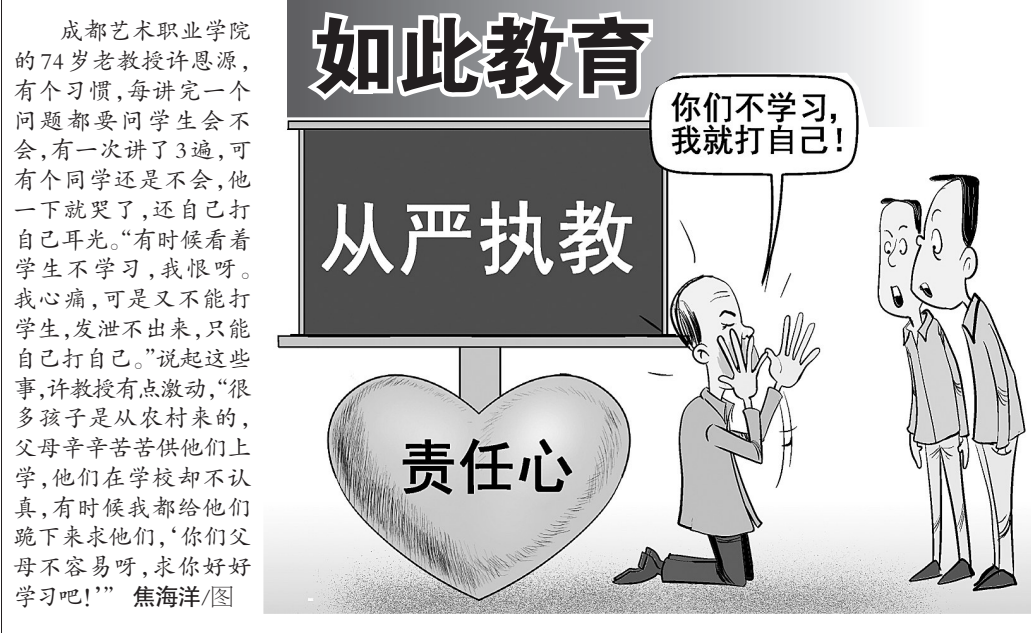 成都艺术职业学院
的74岁老教授许恩源,
有个习惯,每讲完一个
问题都要问学生会不
会,有一次讲了3遍,可
有个同学还是不会,他
一下就哭了,还自己打
自己耳光。“有时候看着
学生不学习,我恨呀。
我心痛,可是又不能打
学生,发泄不出来,只能
自己打自己。”说起这些
事,许教授有点激动,“很
多孩子是从农村来的,
父母辛辛苦苦供他们上
学,他们在学校却不认
真,有时候我都给他们
跪下来求他们,‘你们父
母不容易呀,求你好好
学习吧!’” 焦海洋/图
如此教育
你们不学习,
我就打自己!
从严执教
责任心